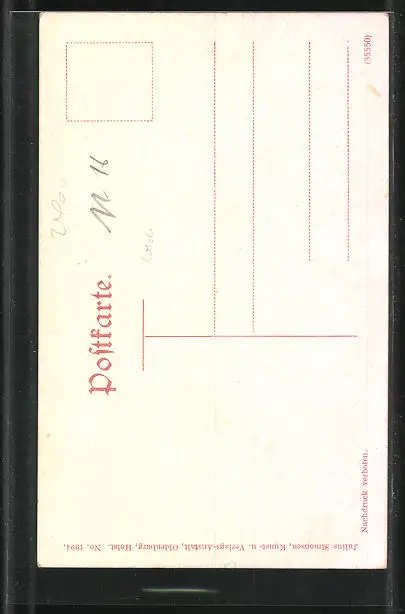 Postkarte.
N 16
(35550)
Nachdruck verboten.
Julius Simonsen, Kunst- u. Verlags-Anstalt, Oldenburg, Holst. No. 1994.